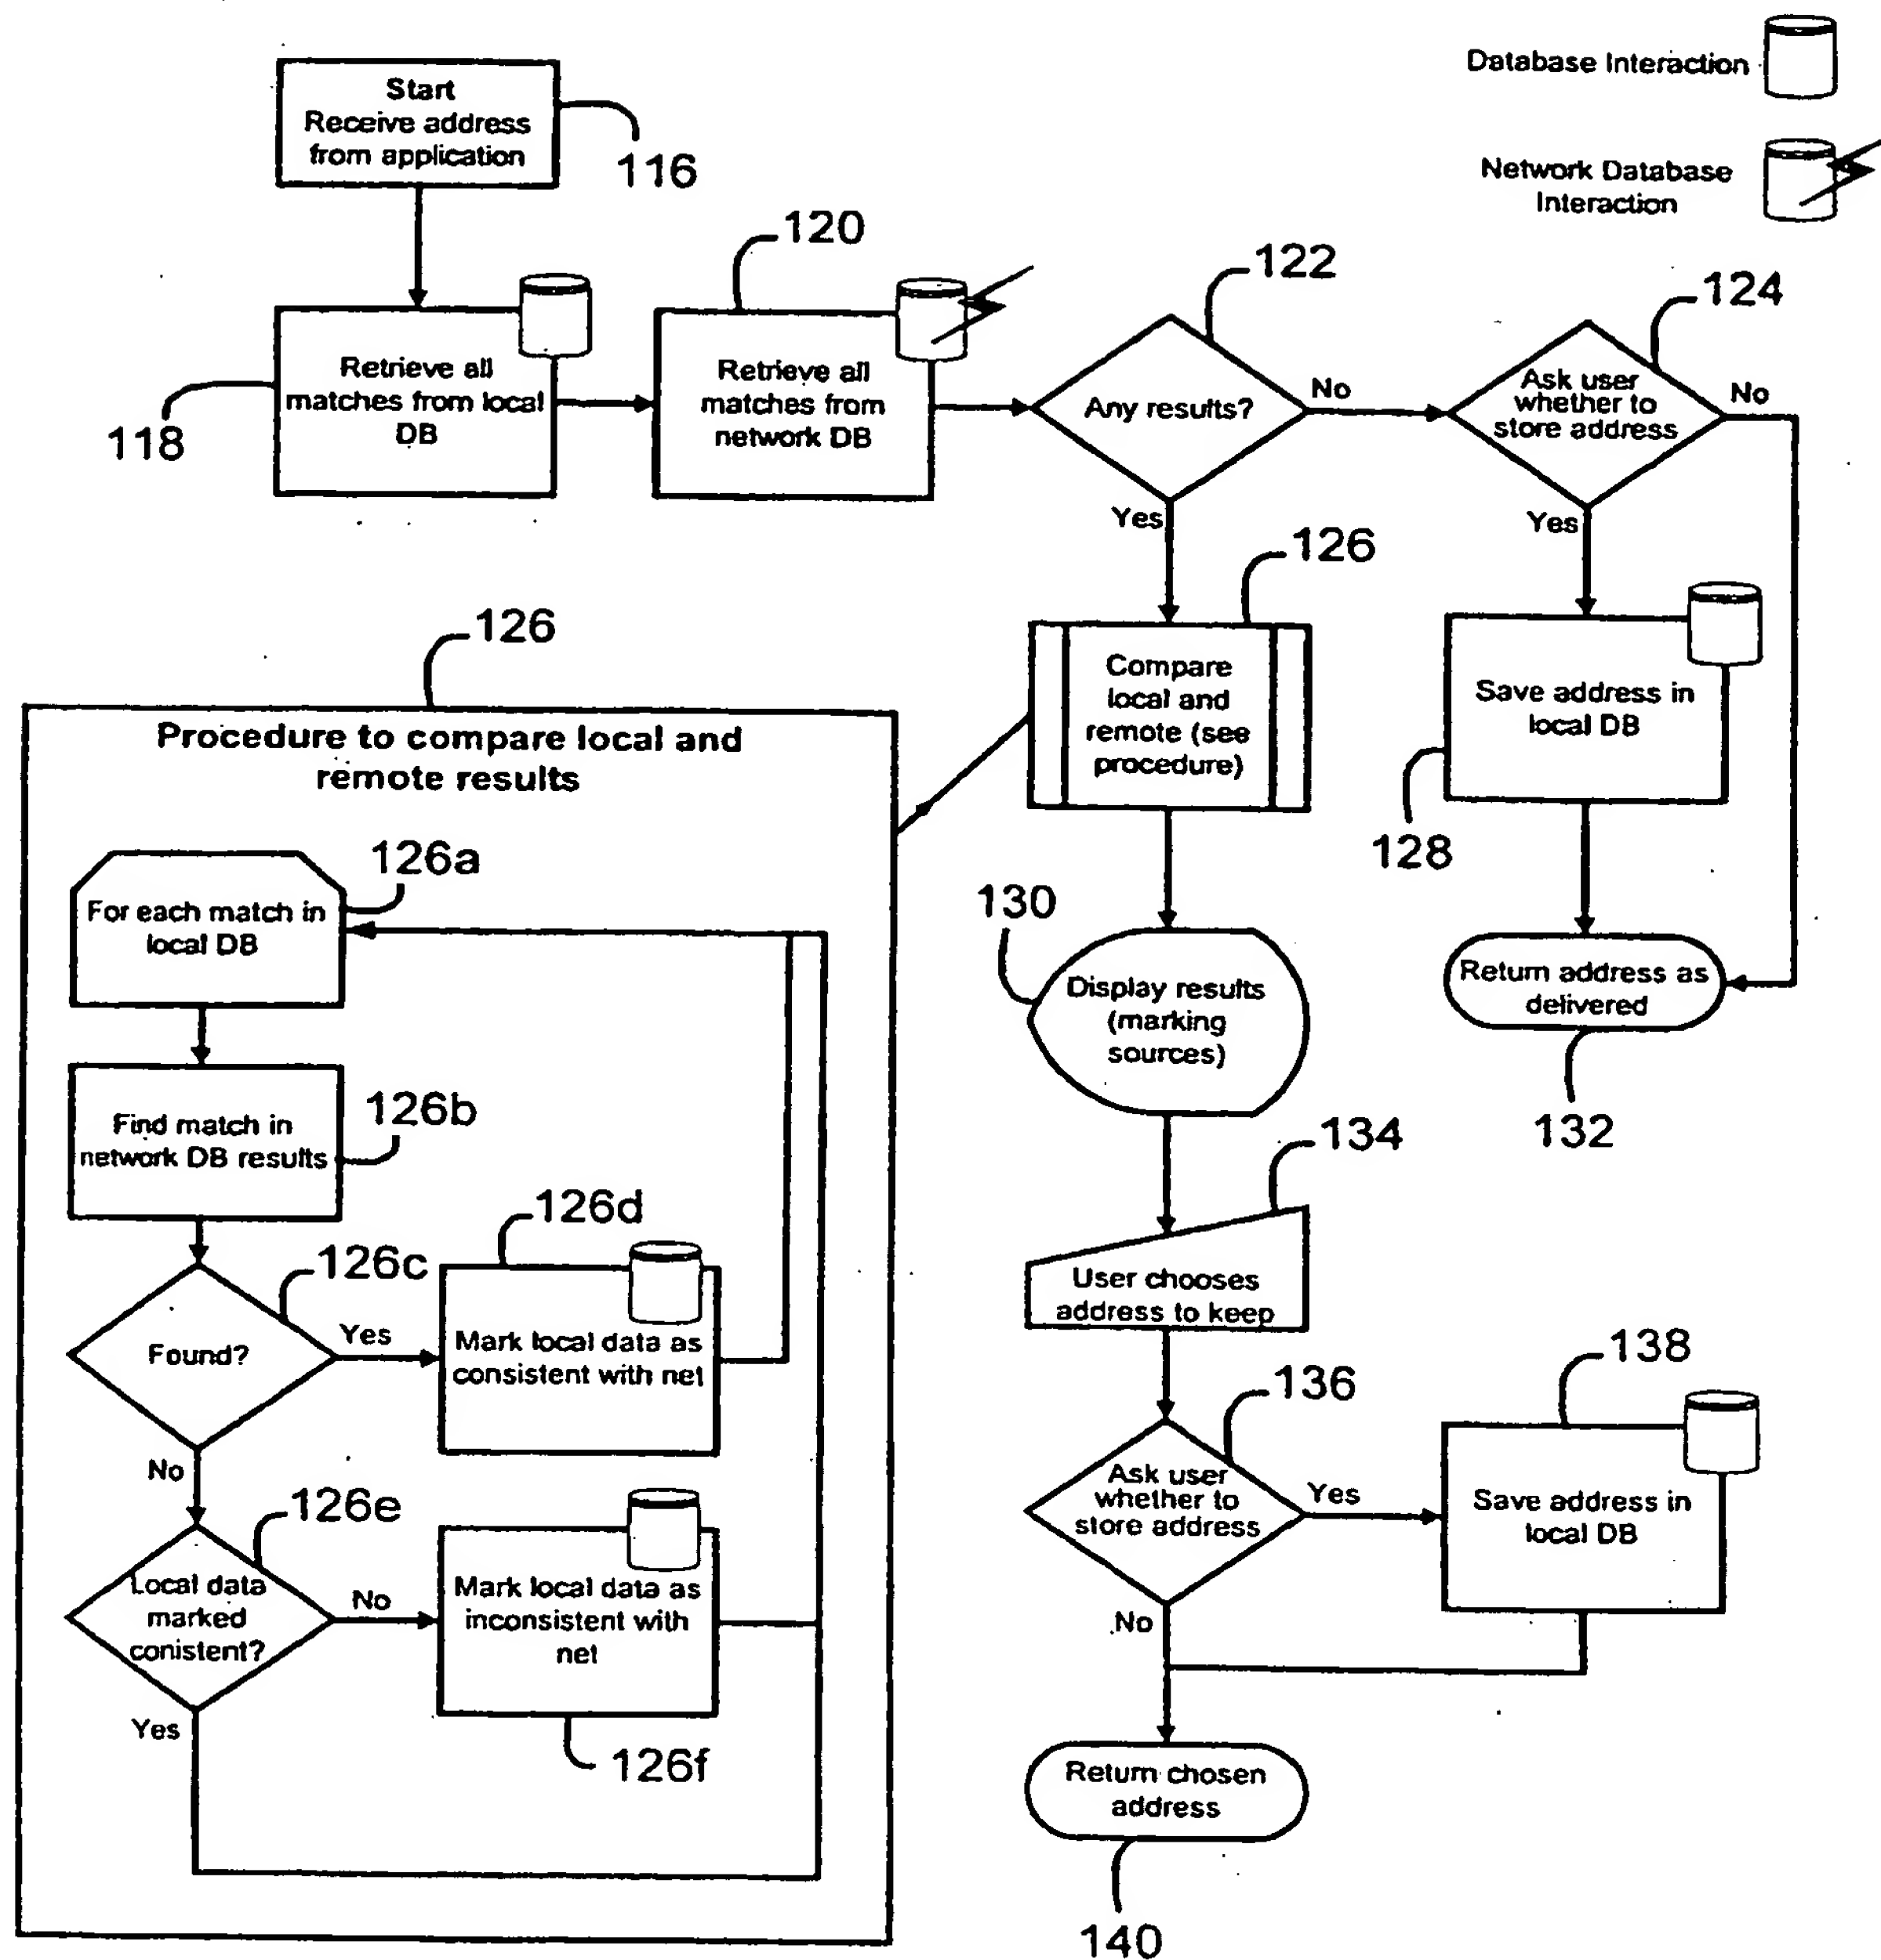 Database Interaction
Network Database
Interaction
Start
Receive address
from application
116
120
122
124
Retrieve all
matches from local
DB
118
Retrieve all
matches from
network DB
Any results?
No
Yes
Ask user
whether to
store address
No
Yes
126
Compare
local and
remote (see
procedure)
Save address in
local DB
128
130
Display results
(marking
sources)
Return address as
delivered
132
134
User chooses
address to keep
136
138
Ask user
whether to
store address
Yes
No
Save address in
local DB
Return chosen
address
140
126
Procedure to compare local and
remote results
126a
For each match in
local DB
126b
Find match in
network DB results
126c
126d
Found?
Yes
Mark local data as
consistent with net
No
126e
Local data
marked
conistent?
No
Mark local data as
inconsistent with
net
Yes
126f